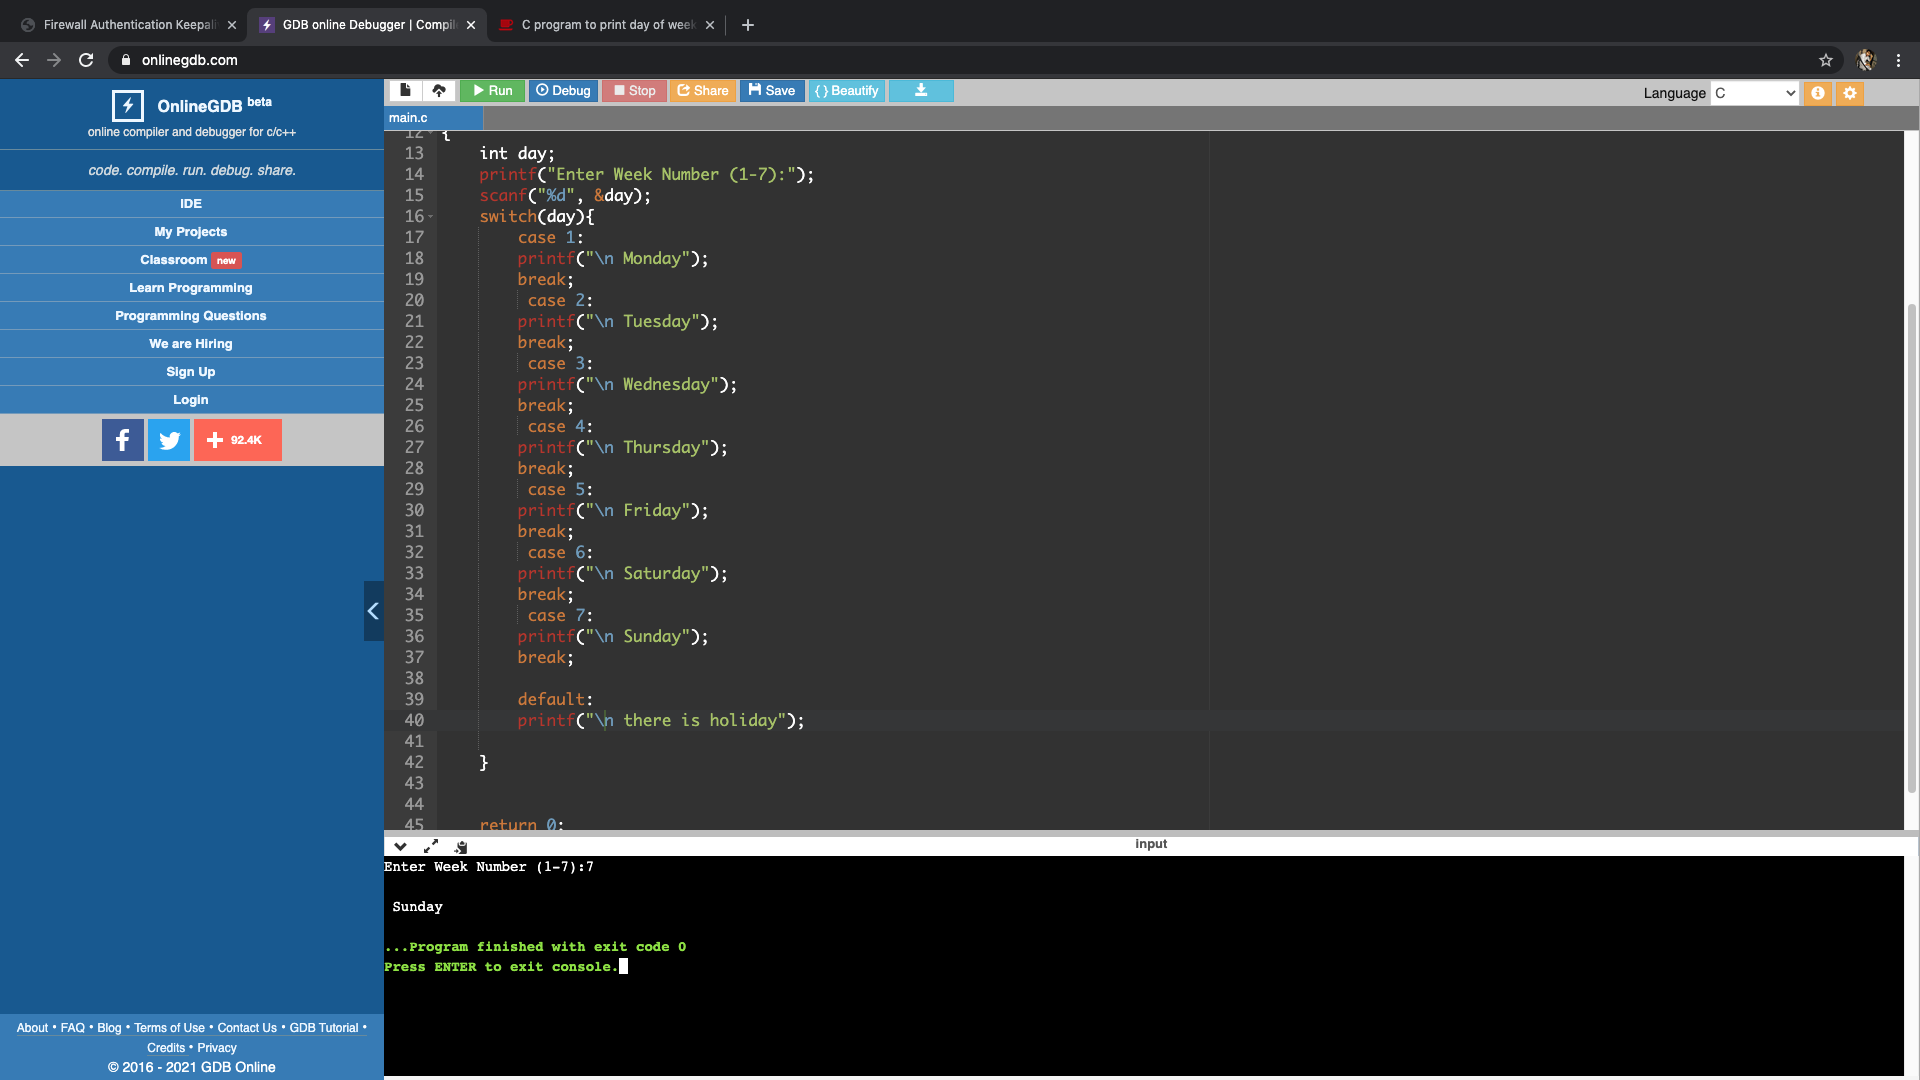 Firewall Authentication Keepali
GDB online Debugger | Compil
C program to print day of week
onlinegdb.com
OnlineGDB beta
online compiler and debugger for c/c++
code. compile. run. debug. share.
IDE
My Projects
Classroom new
Learn Programming
Programming Questions
We are Hiring
Sign Up
Login
92.4K
About • FAQ • Blog • Terms of Use • Contact Us • GDB Tutorial •
Credits • Privacy
© 2016 - 2021 GDB Online
Run Debug Stop Share Save { } Beautify
Language C
main.c
12 {
13 int day;
14 printf("Enter Week Number (1-7):");
15 scanf("%d", &day);
16 switch(day){
17 case 1:
18 printf("\n Monday");
19 break;
20 case 2:
21 printf("\n Tuesday");
22 break;
23 case 3:
24 printf("\n Wednesday");
25 break;
26 case 4:
27 printf("\n Thursday");
28 break;
29 case 5:
30 printf("\n Friday");
31 break;
32 case 6:
33 printf("\n Saturday");
34 break;
35 case 7:
36 printf("\n Sunday");
37 break;
38
39 default:
40 printf("\n there is holiday");
41
42 }
43
44
45 return 0;
input
Enter Week Number (1-7):7
Sunday
...Program finished with exit code 0
Press ENTER to exit console.